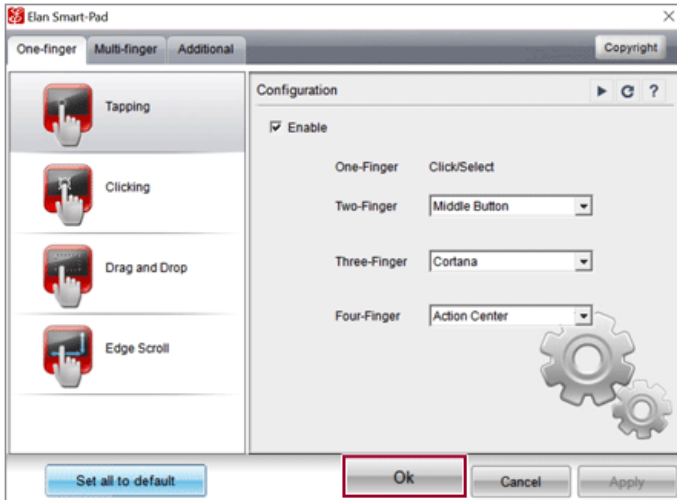 Elan Smart-Pad
One-finger Multi-finger Additional Copyright
Tapping
Clicking
Drag and Drop
Edge Scroll
Configuration ?
Enable
One-Finger Click/Select
Two-Finger Middle Button
Three-Finger Cortana
Four-Finger Action Center
Set all to default Ok Cancel Apply